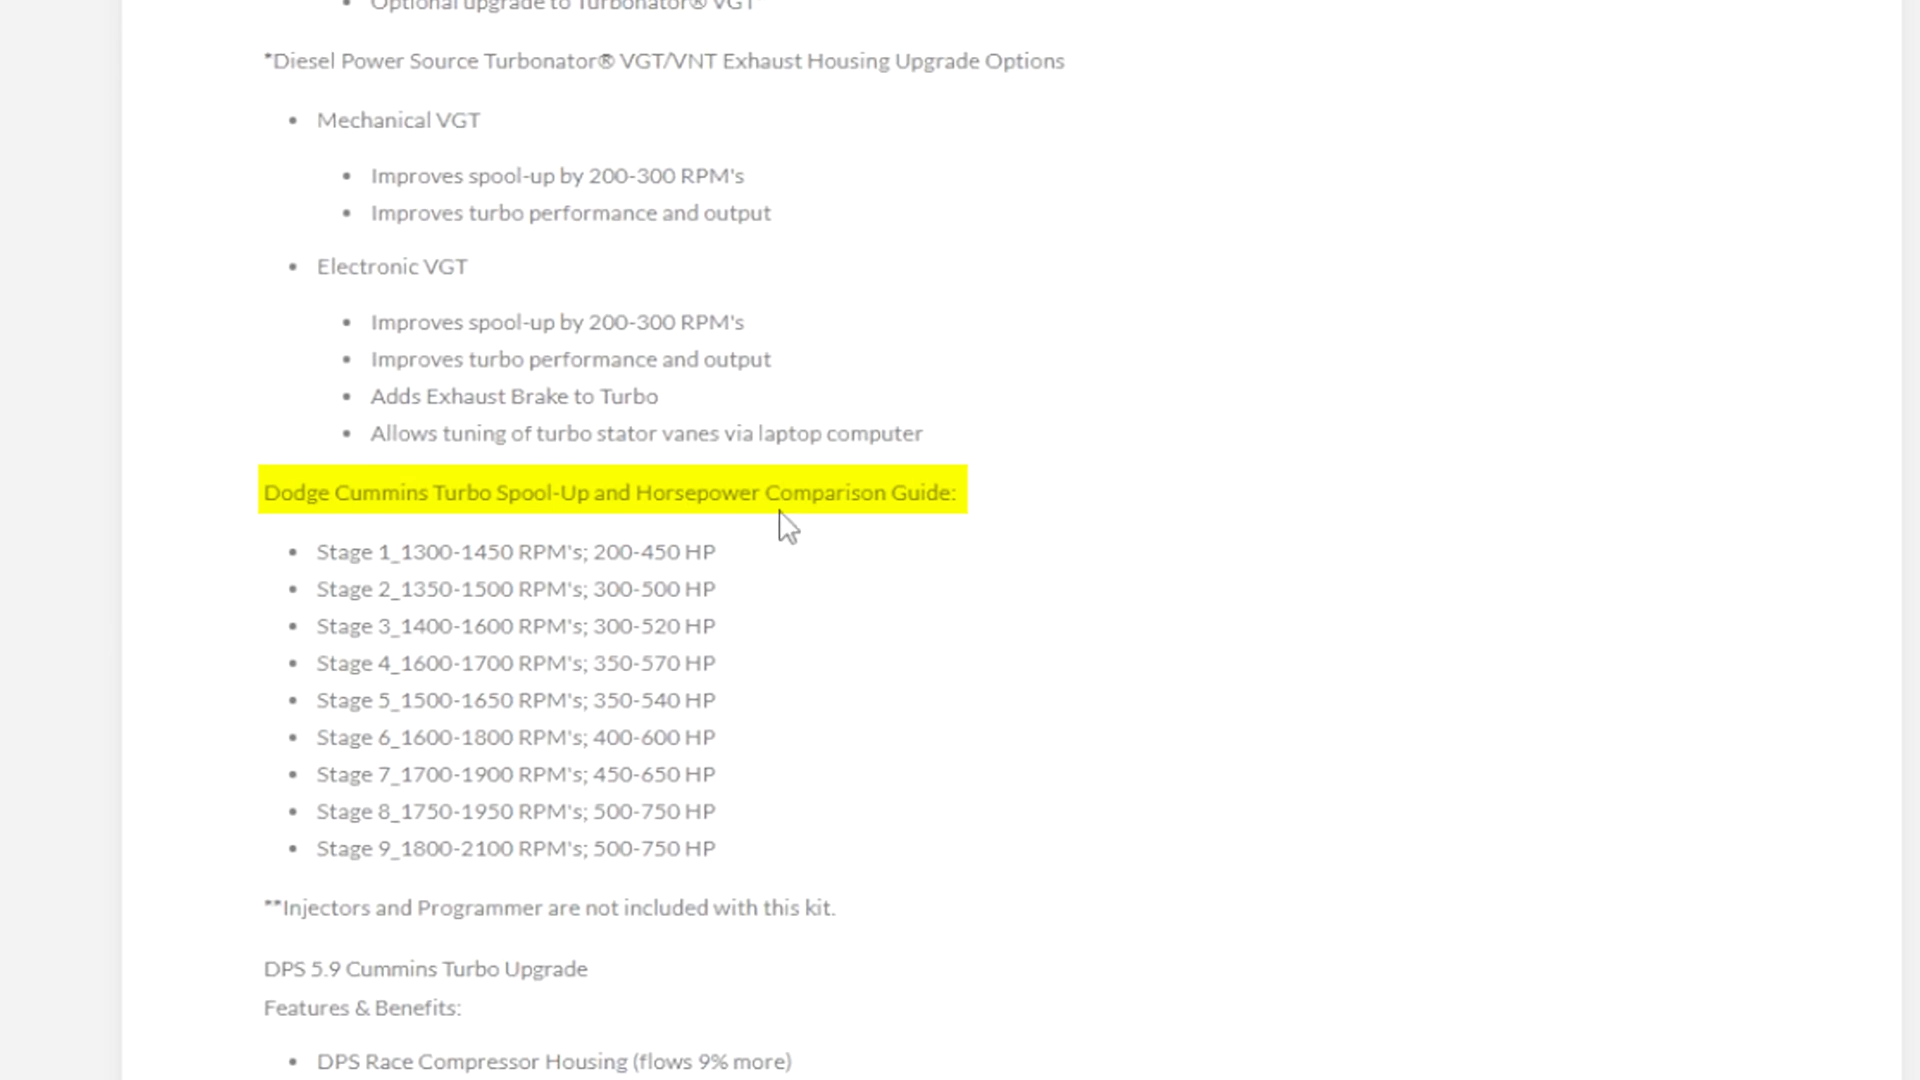 Optional upgrade to Turbonator® VGT
*Diesel Power Source Turbonator® VGT/VNT Exhaust Housing Upgrade Options
• Mechanical VGT
• Improves spool-up by 200-300 RPM's
• Improves turbo performance and output
• Electronic VGT
• Improves spool-up by 200-300 RPM's
• Improves turbo performance and output
• Adds Exhaust Brake to Turbo
• Allows tuning of turbo stator vanes via laptop computer
Dodge Cummins Turbo Spool-Up and Horsepower Comparison Guide:
• Stage 1_1300-1450 RPM's; 200-450 HP
• Stage 2_1350-1500 RPM's; 300-500 HP
• Stage 3_1400-1600 RPM's; 300-520 HP
• Stage 4_1600-1700 RPM's; 350-570 HP
• Stage 5_1500-1650 RPM's; 350-540 HP
• Stage 6_1600-1800 RPM's; 400-600 HP
• Stage 7_1700-1900 RPM's; 450-650 HP
• Stage 8_1750-1950 RPM's; 500-750 HP
• Stage 9_1800-2100 RPM's; 500-750 HP
**Injectors and Programmer are not included with this kit.
DPS 5.9 Cummins Turbo Upgrade
Features & Benefits:
• DPS Race Compressor Housing (flows 9% more)